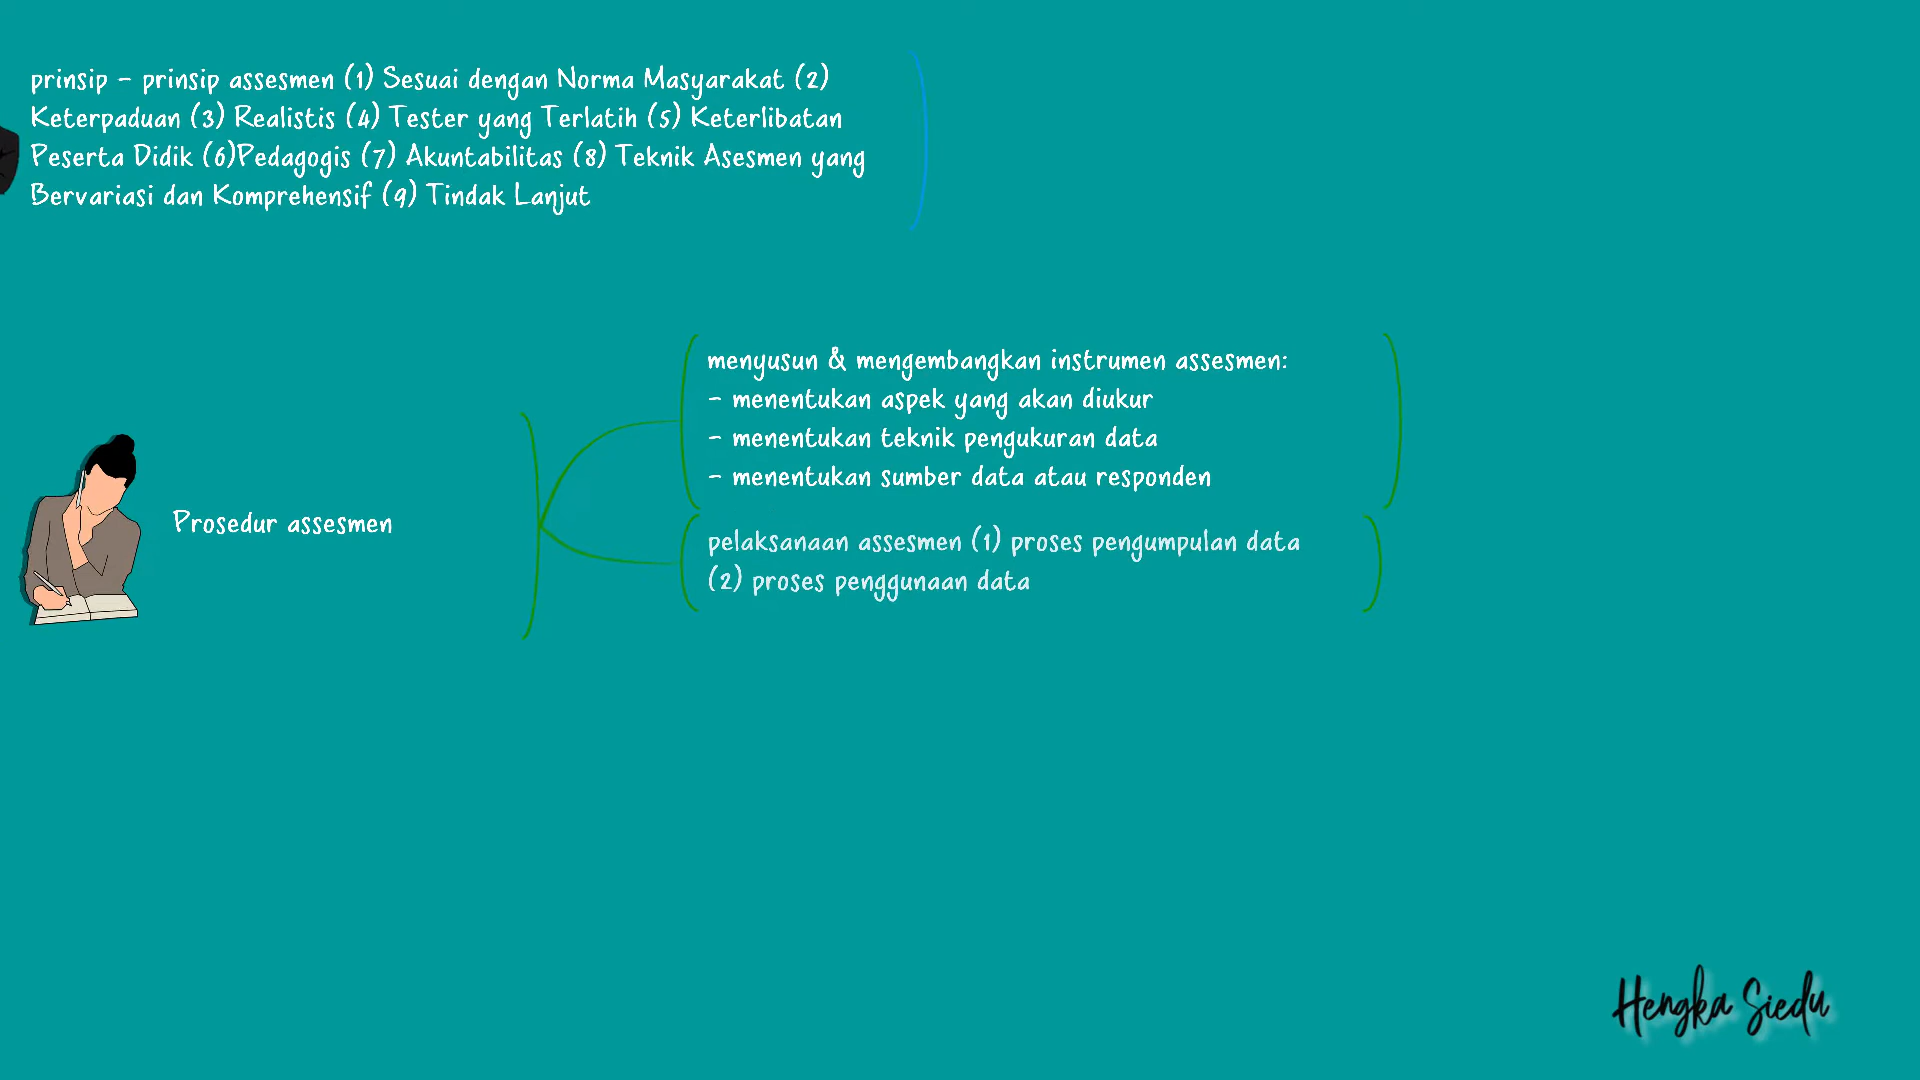 prinsip - prinsip assesmen (1) Sesuai dengan Norma Masyarakat (2)
Keterpaduan (3) Realistis (4) Tester yang Terlatih (5) Keterlibatan
Peserta Didik (6)Pedagogis (7) Akuntabilitas (8) Teknik Asesmen yang
Bervariasi dan Komprehensif (9) Tindak Lanjut
menyusun & mengembangkan instrumen assesmen:
- menentukan aspek yang akan diukur
- menentukan teknik pengukuran data
- menentukan sumber data atau responden
Prosedur assesmen
pelaksanaan assesmen (1) proses pengumpulan data
(2) proses penggunaan data
Hengka Siedu